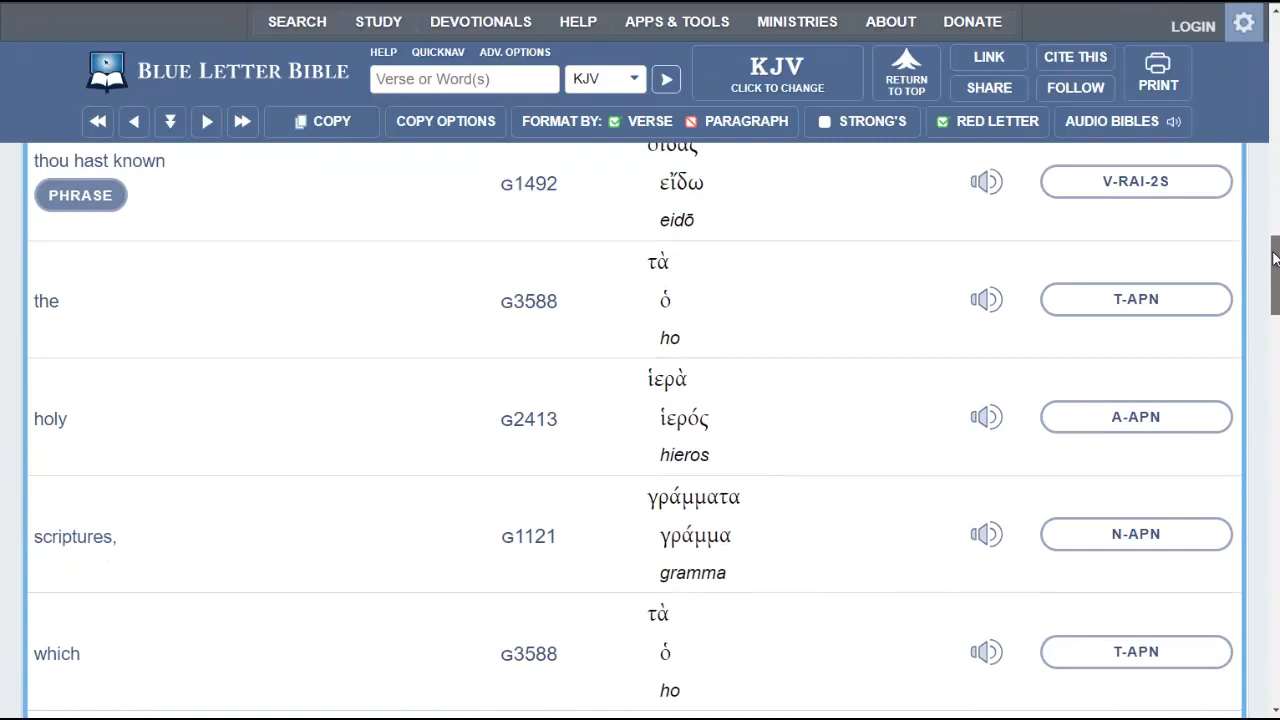 SEARCH STUDY DEVOTIONALS HELP APPS & TOOLS MINISTRIES ABOUT DONATE LOGIN
HELP QUICKNAV ADV. OPTIONS
BLUE LETTER BIBLE
Verse or Word(s) KJV
KJV
CLICK TO CHANGE
RETURN
TO TOP
LINK CITE THIS
SHARE FOLLOW
PRINT
COPY COPY OPTIONS FORMAT BY: VERSE PARAGRAPH STRONG'S RED LETTER AUDIO BIBLES
οἶδας
thou hast known
PHRASE
G1492
εἴδω
eidō
V-RAI-2S
τὰ
the G3588 ὁ T-APN
ho
ἱερὰ
holy G2413 ἱερός A-APN
hieros
γράμματα
scriptures, G1121 γράμμα N-APN
gramma
τὰ
which G3588 ὁ T-APN
ho